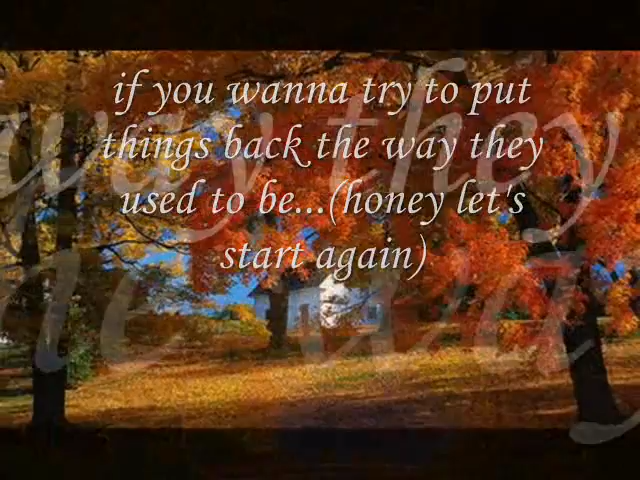 if you wanna try to put
things back the way they
used to be...(honey let's
start again)